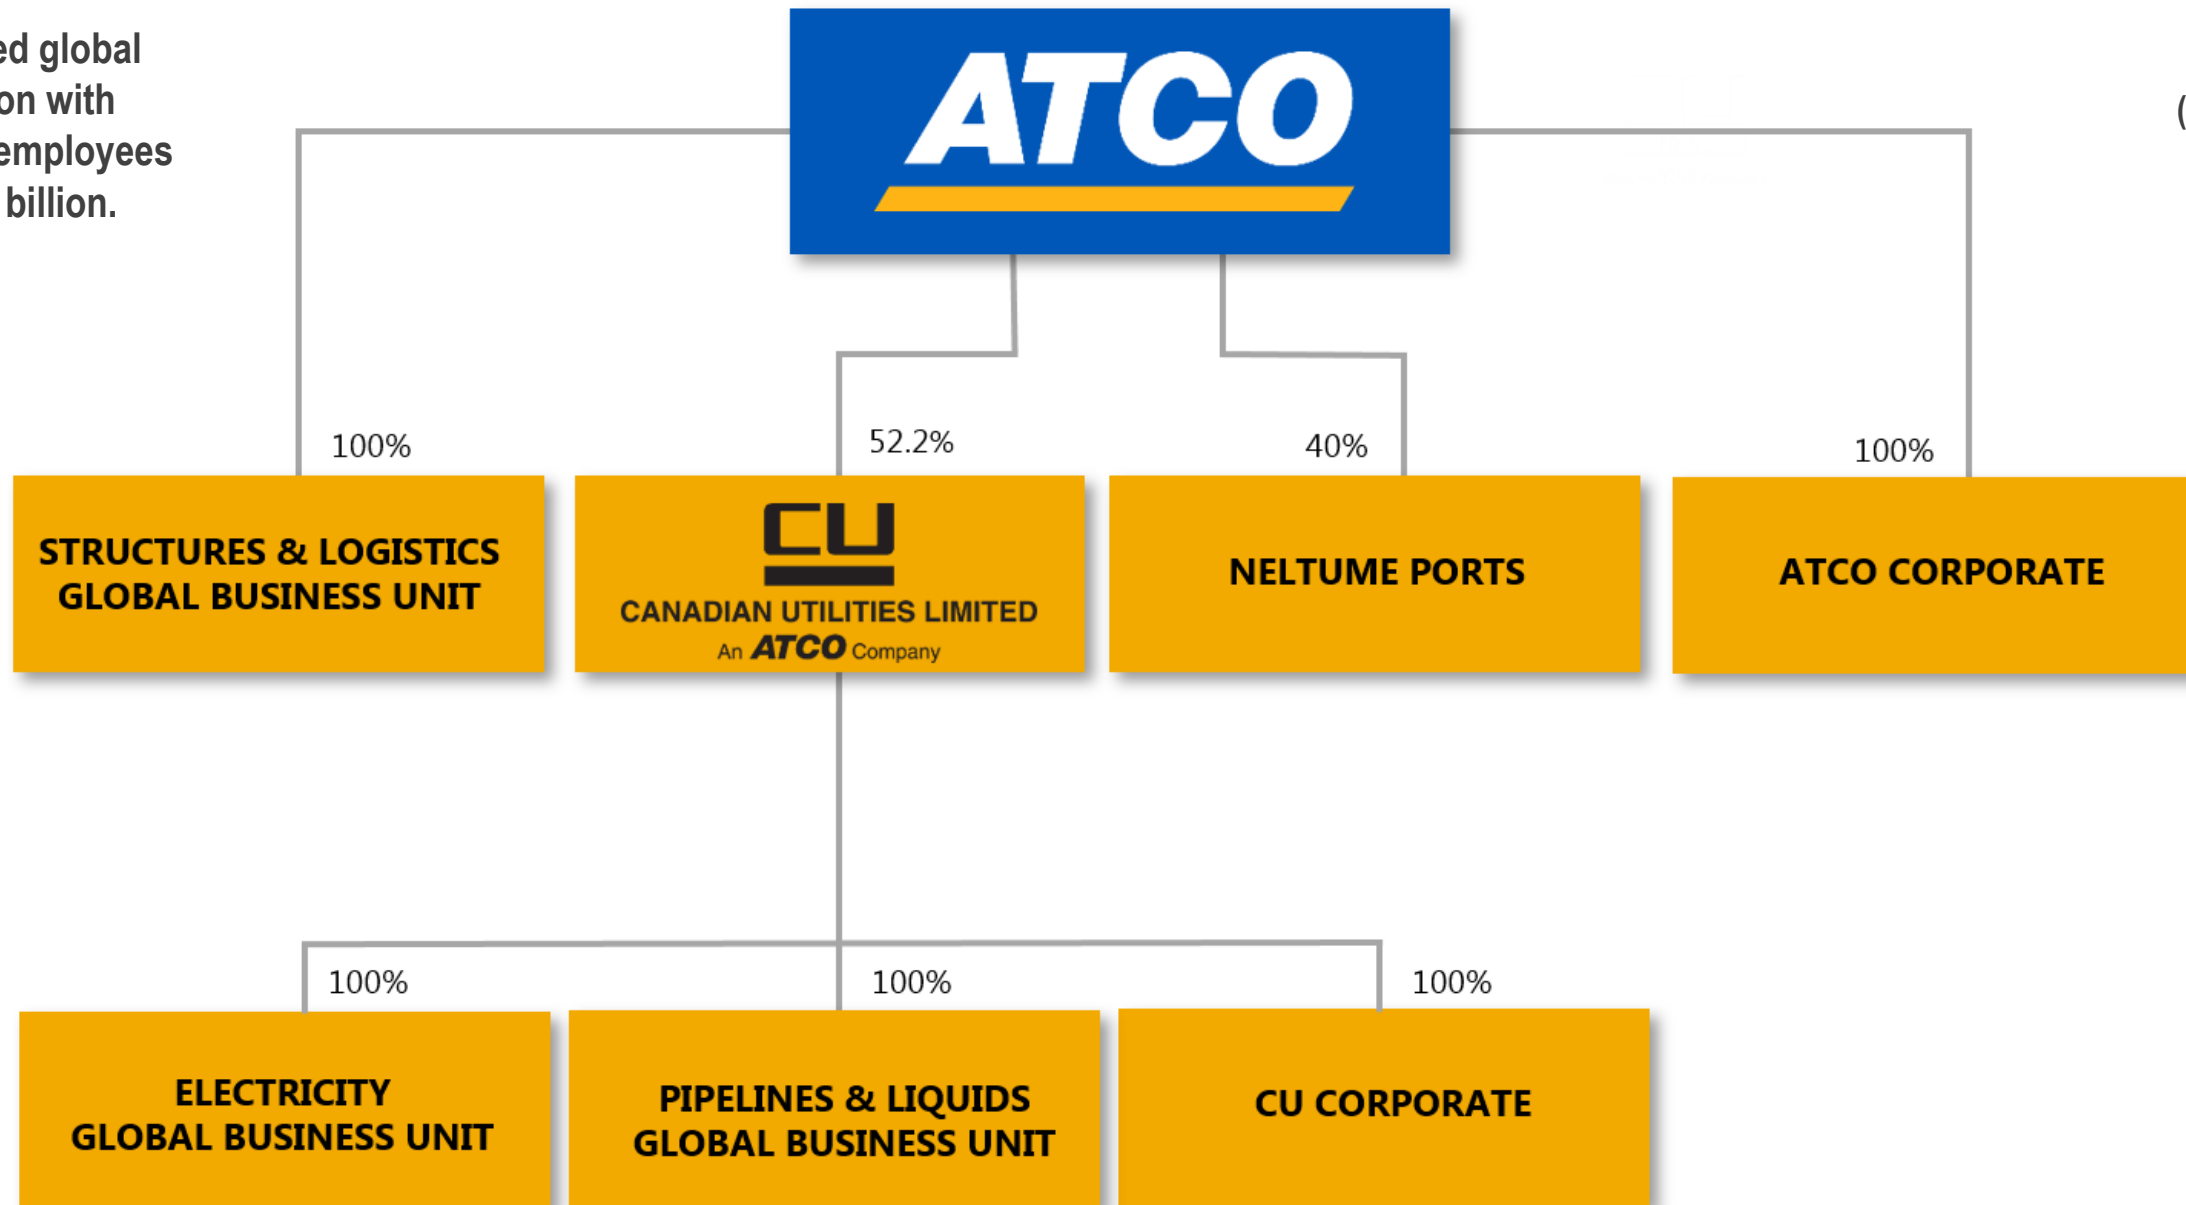 ed global
on with
employees
billion.
ATCO
(
100%
52.2%
40%
100%
STRUCTURES & LOGISTICS
GLOBAL BUSINESS UNIT
CU
CANADIAN UTILITIES LIMITED
An ATCO Company
NELTUME PORTS
ATCO CORPORATE
100%
100%
100%
ELECTRICITY
GLOBAL BUSINESS UNIT
PIPELINES & LIQUIDS
GLOBAL BUSINESS UNIT
CU CORPORATE